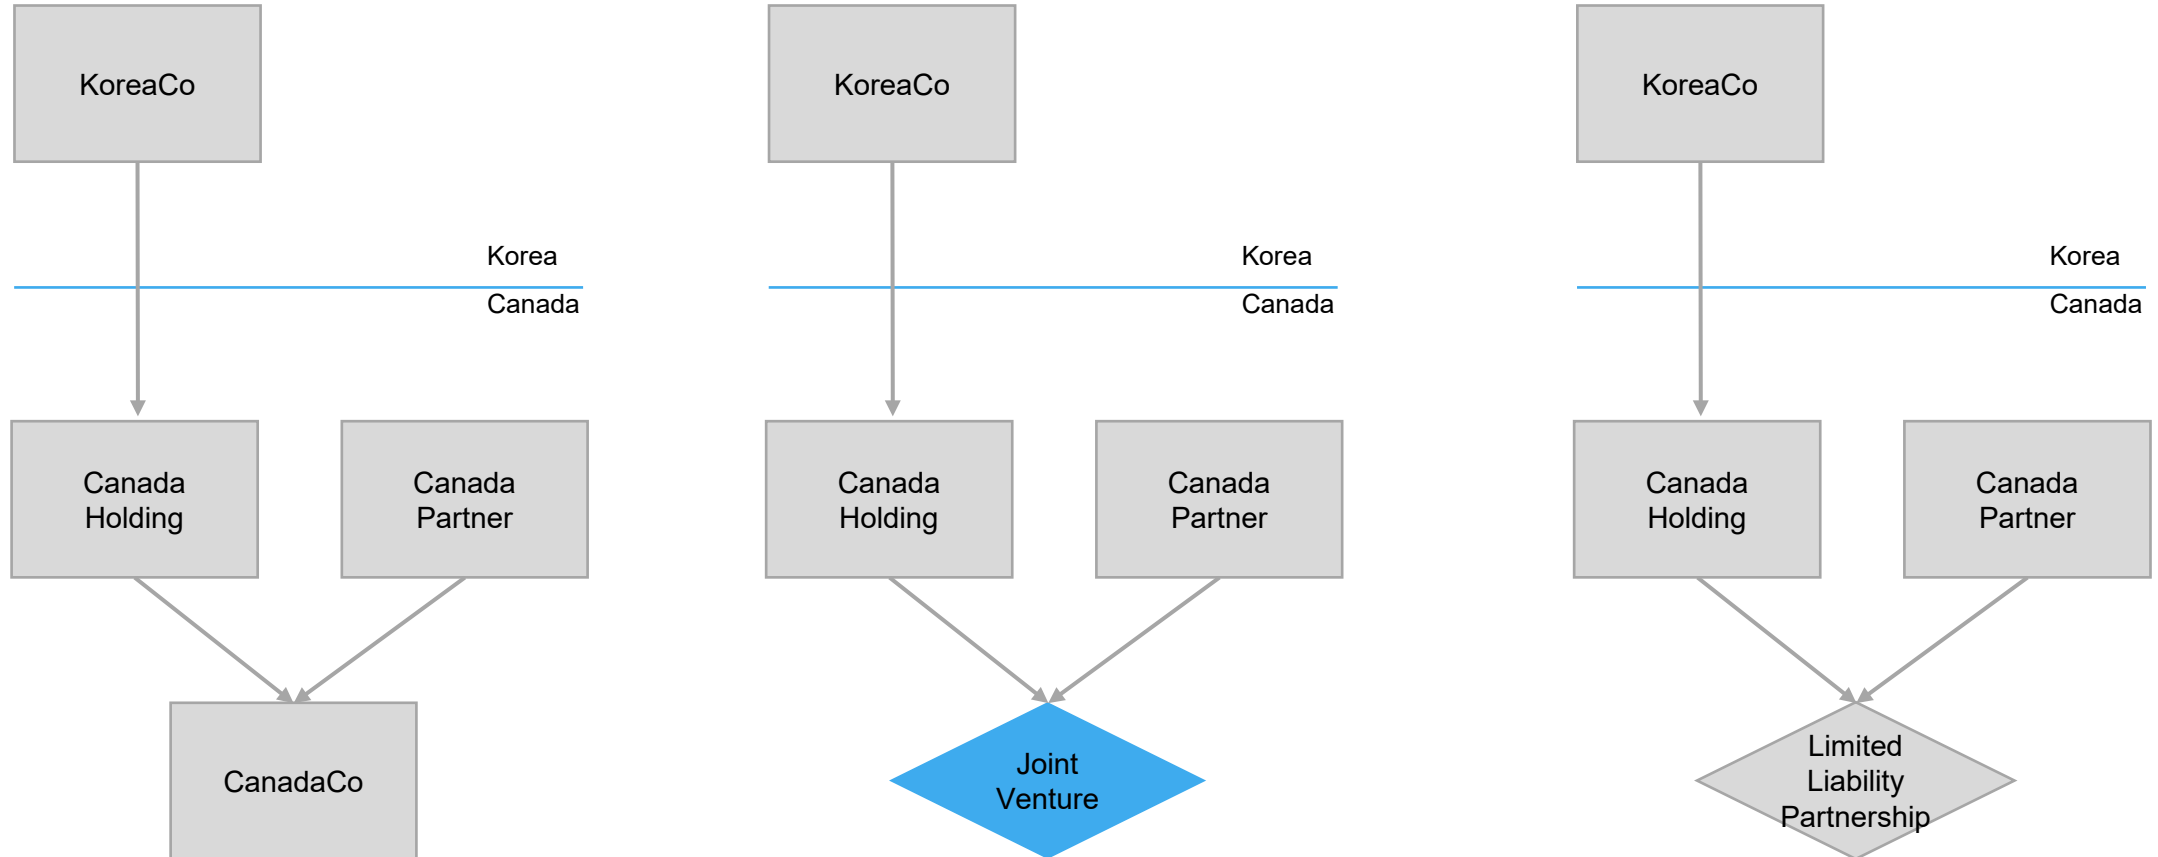 KoreaCo
Korea
Canada
Canada
Holding
Canada
Partner
CanadaCo
KoreaCo
Korea
Canada
Canada
Holding
Canada
Partner
Joint
Venture
KoreaCo
Korea
Canada
Canada
Holding
Canada
Partner
Limited
Liability
Partnership